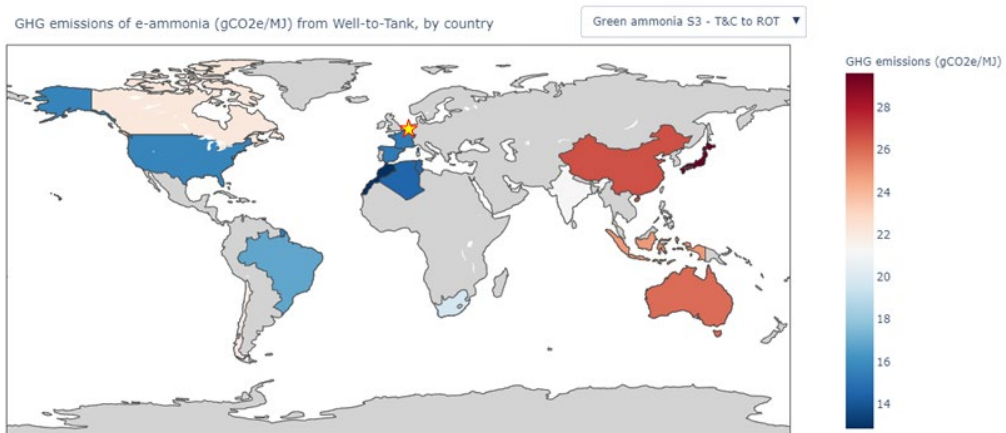 GHG emissions of e-ammonia (gCO2e/MJ) from Well-to-Tank, by country
Green ammonia S3 - T&C to ROT ▼
GHG emissions (gCO2e/MJ)
28
26
24
22
20
18
16
14